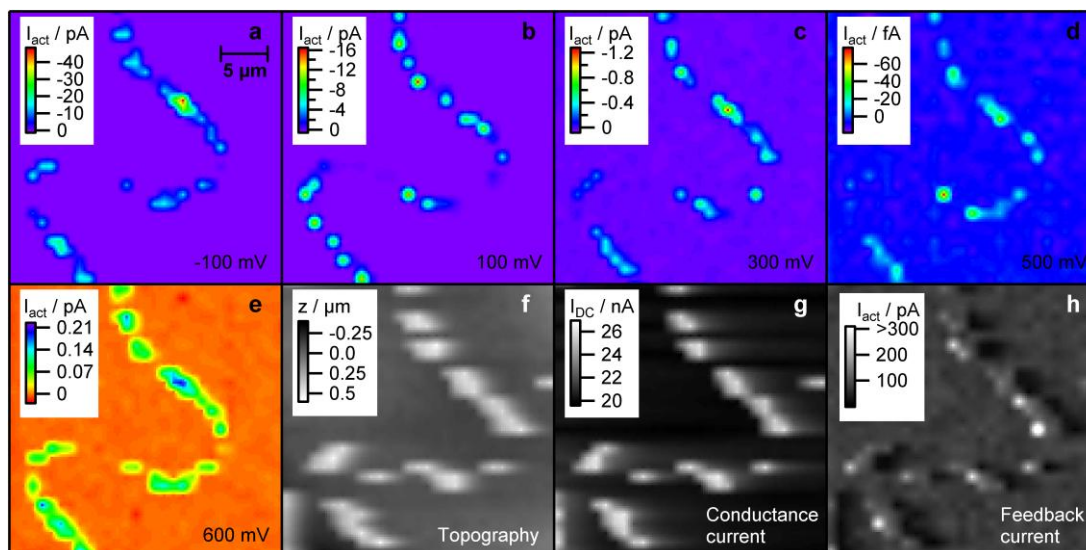 I_act / pA
-40
-30
-20
-10
0
a
5 µm
-100 mV
I_act / pA
-16
-12
-8
-4
0
b
100 mV
I_act / pA
-1.2
-0.8
-0.4
0
c
300 mV
I_act / fA
-60
-40
-20
0
d
500 mV
I_act / pA
0.21
0.14
0.07
0
e
600 mV
z / µm
-0.25
0.0
0.25
0.5
f
Topography
I_DC / nA
26
24
22
20
g
Conductance
current
I_act / pA
>300
200
100
h
Feedback
current